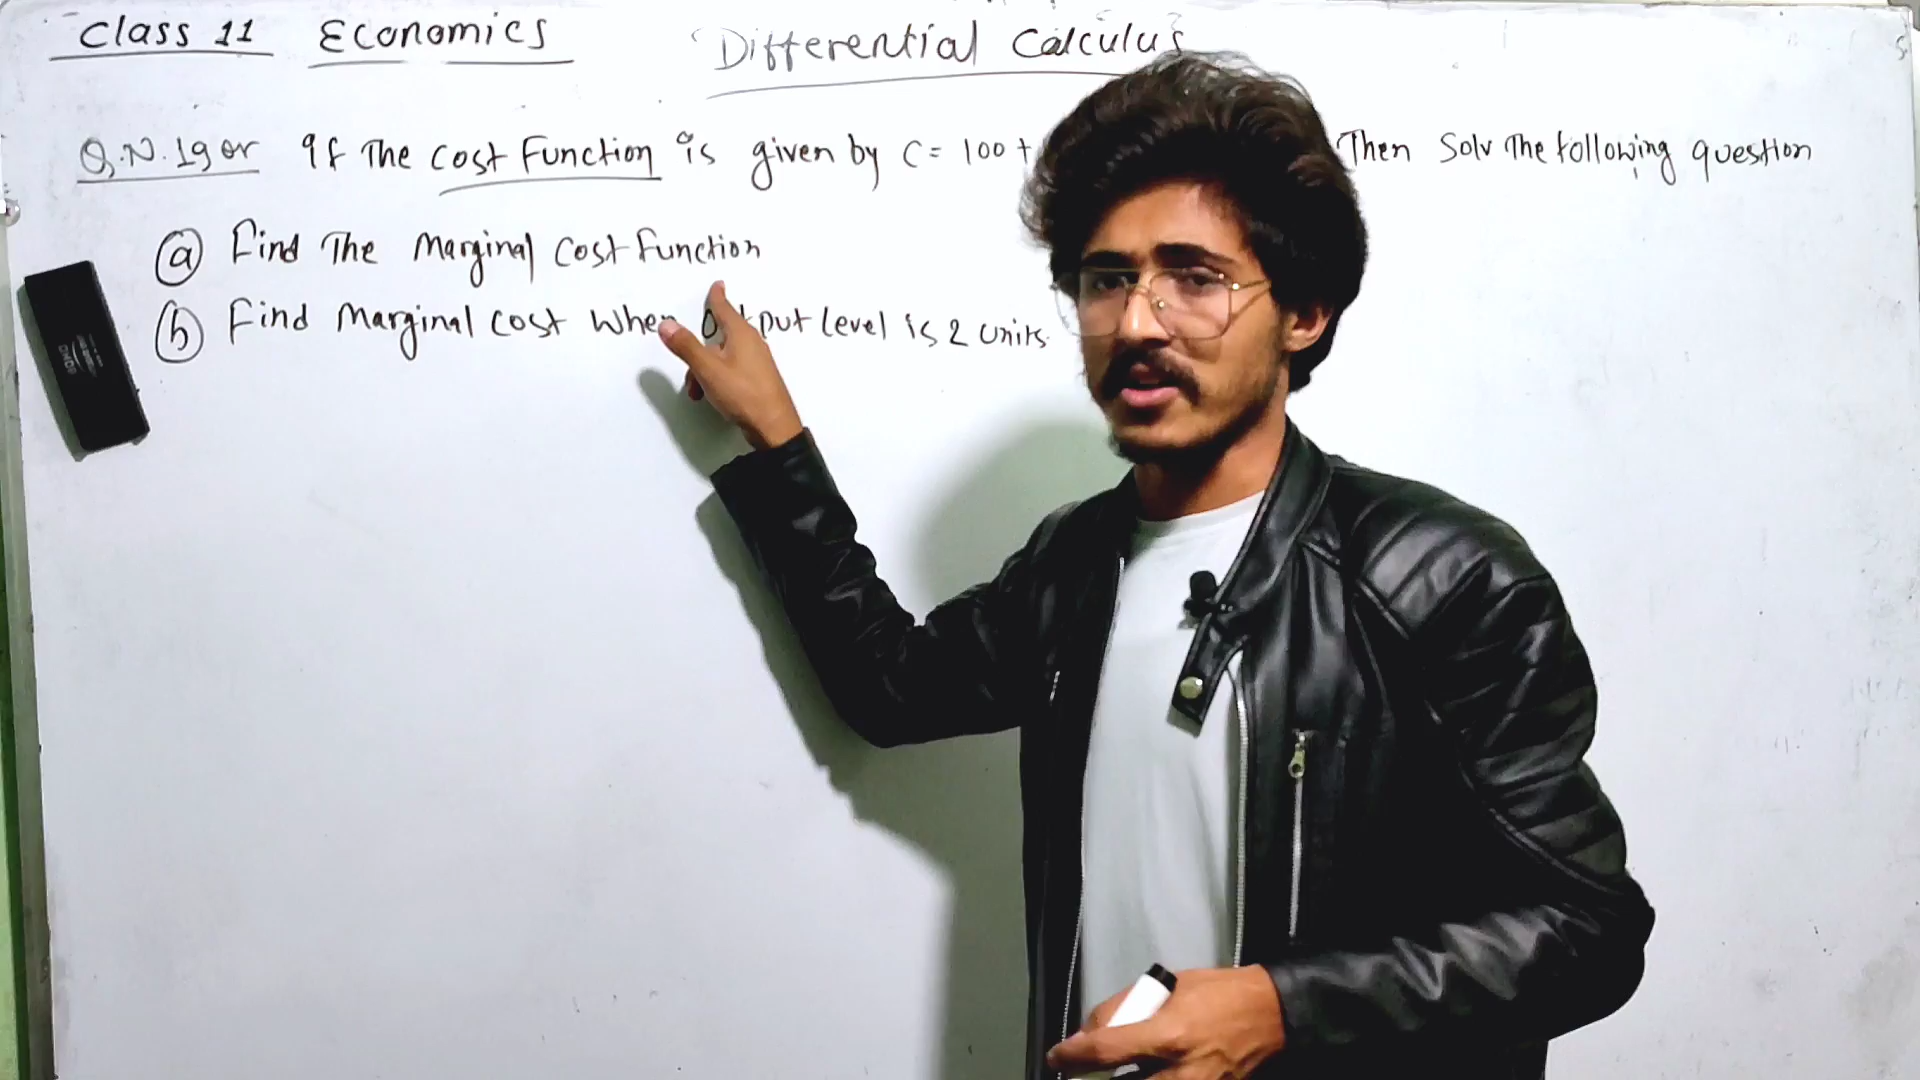 Class 11 Economics Differential Calculus
Q.N.19 or If The Cost Function is given by C = 100 + Then Solv The following question
(a) Find The Marginal Cost Function
(b) Find Marginal Cost When Output Level is 2 Units.